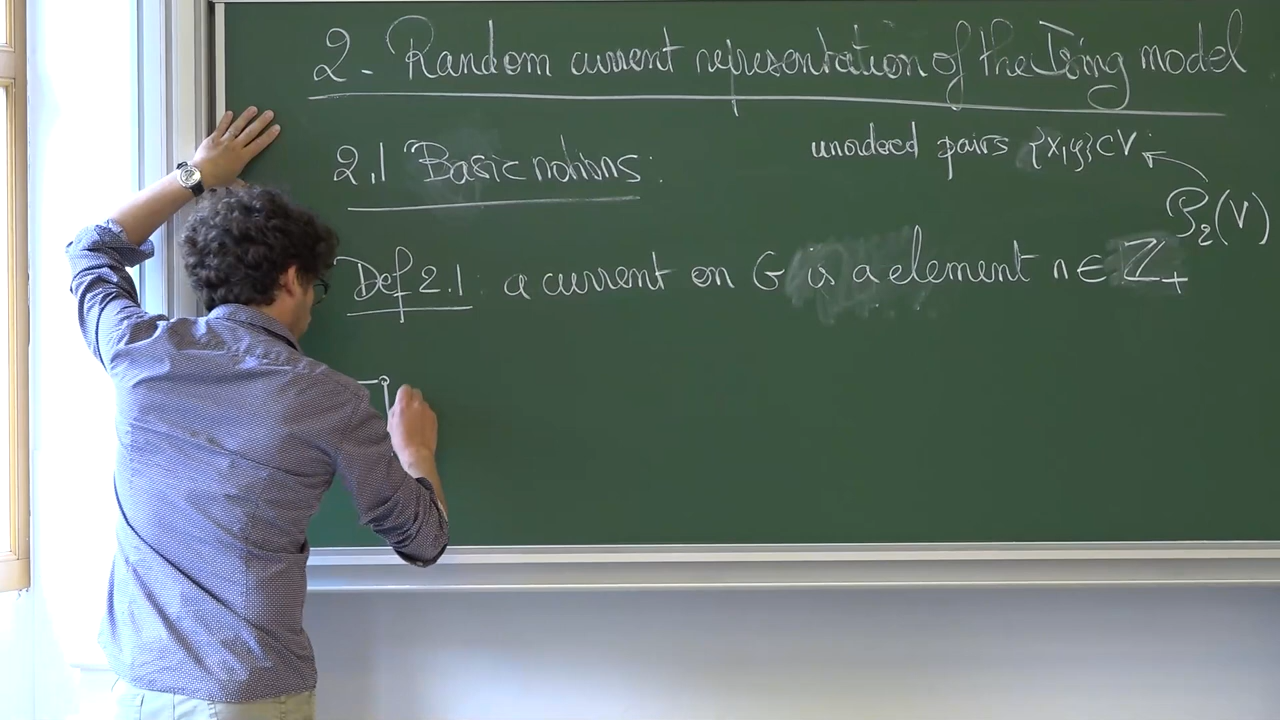 2. Random current representation of the Ising model
2.1 Basic notions:
unordered pairs {x,y}⊂V
P₂(V)
Def 2.1: a current on G is a element n ∈ ℤ₊